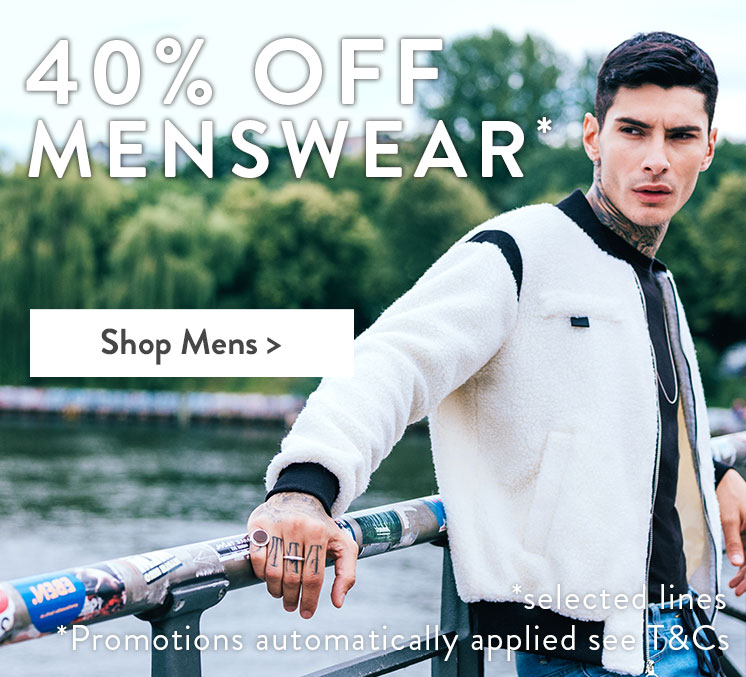 40% OFF
MENSWEAR*
Shop Mens >
*selected lines
*Promotions automatically applied see T&Cs